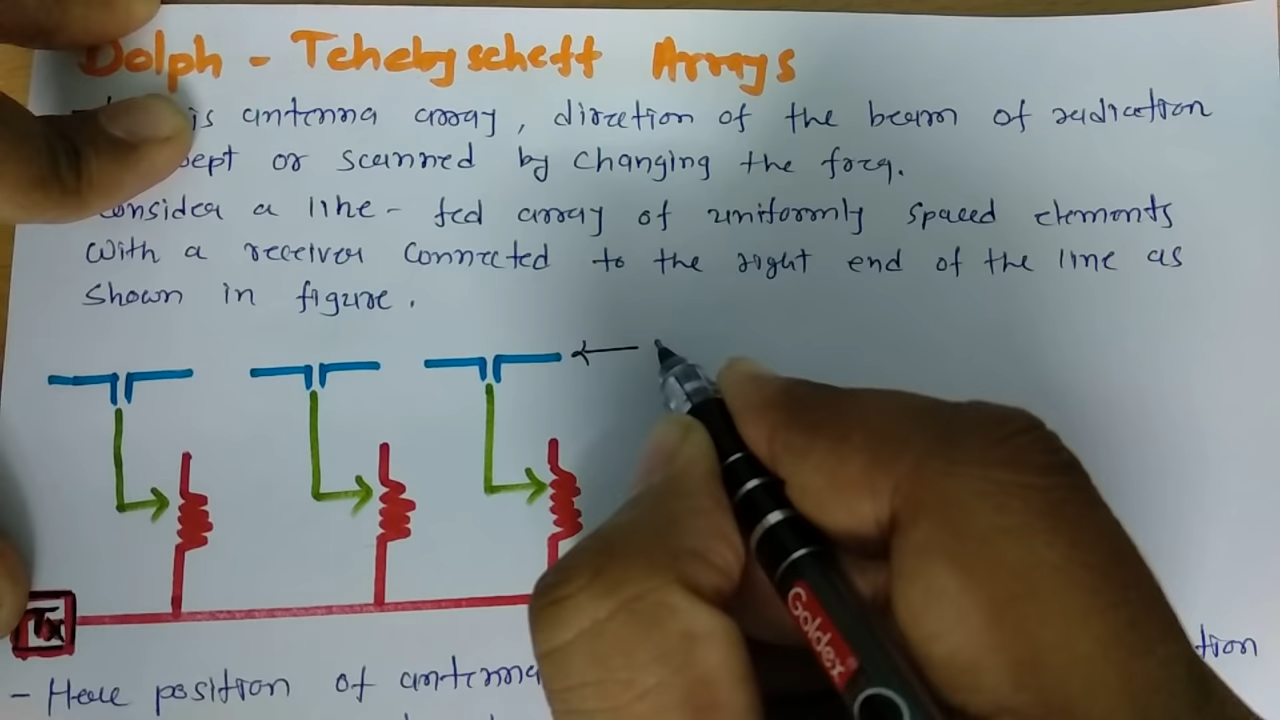 Dolph - Tchebyscheff Arrays
is antenna array, direction of the beam of radiation
or scanned by changing the freq.
Consider a line - fed array of uniformly spaced elements
with a receiver connected to the right end of the line as
shown in figure.
Tx
- Here position of antenna
Goldex